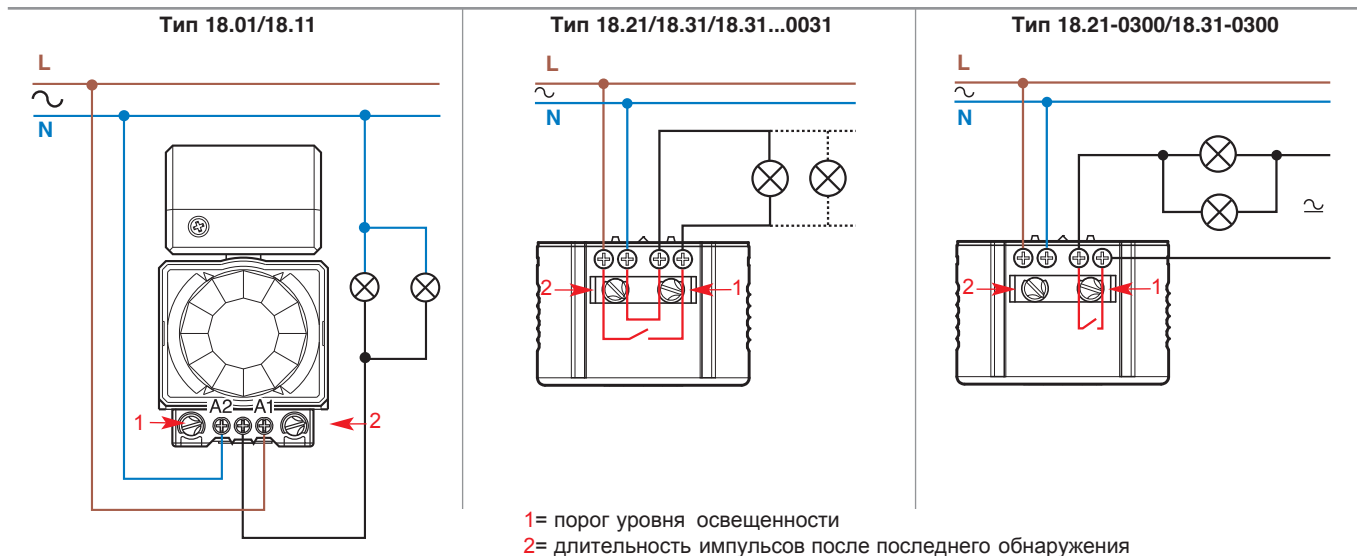 Тип 18.01/18.11
L
N
A2 A1
1
2
Тип 18.21/18.31/18.31...0031
L
N
2
1
Тип 18.21-0300/18.31-0300
L
N
2
1
1= порог уровня освещенности
2= длительность импульсов после последнего обнаружения